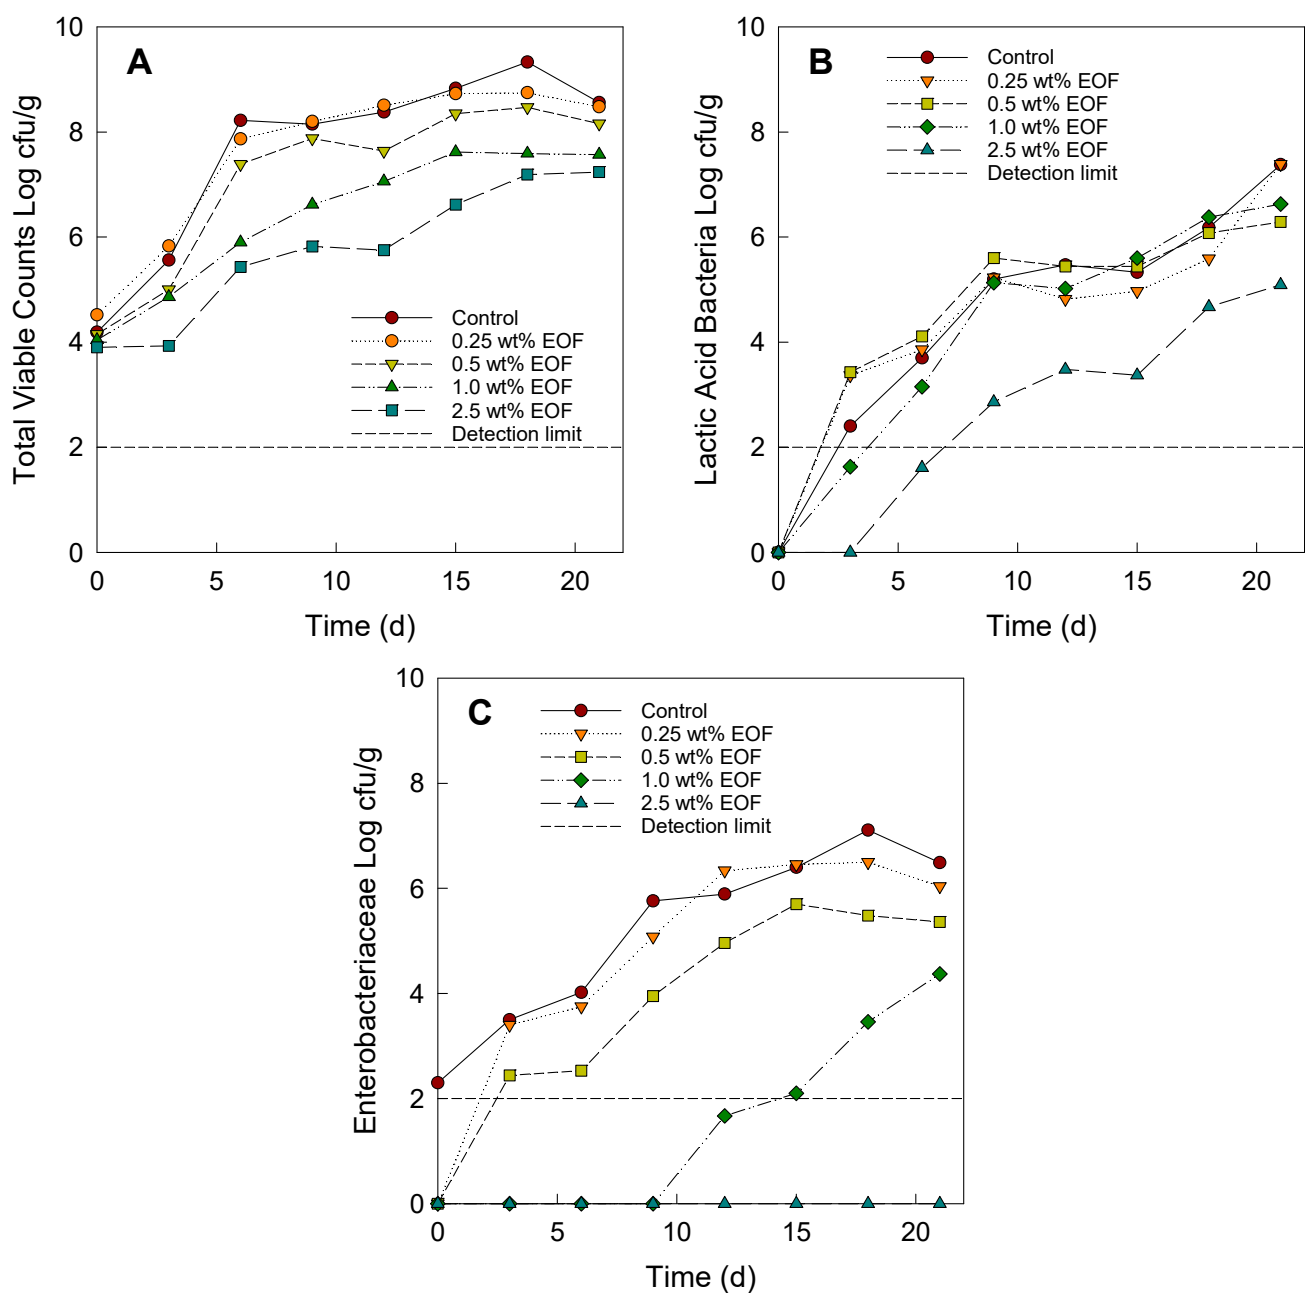 A
Total Viable Counts Log cfu/g
10
8
6
4
2
0
Control
0.25 wt% EOF
0.5 wt% EOF
1.0 wt% EOF
2.5 wt% EOF
Detection limit
0 5 10 15 20
Time (d)
B
Lactic Acid Bacteria Log cfu/g
10
8
6
4
2
0
Control
0.25 wt% EOF
0.5 wt% EOF
1.0 wt% EOF
2.5 wt% EOF
Detection limit
0 5 10 15 20
Time (d)
C
Enterobacteriaceae Log cfu/g
10
8
6
4
2
0
Control
0.25 wt% EOF
0.5 wt% EOF
1.0 wt% EOF
2.5 wt% EOF
Detection limit
0 5 10 15 20
Time (d)